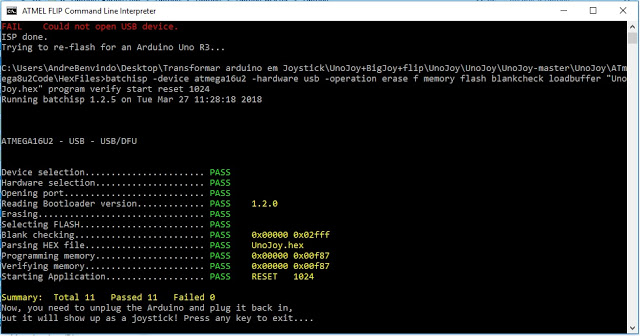 ATMEL FLIP Command Line Interpreter
FAIL Could not open USB device.
ISP done.
Trying to re-flash for an Arduino Uno R3...
C:\Users\AndreBenvindo\Desktop\Transformar arduino em Joystick\UnoJoy+BigJoy+flip\UnoJoy\UnoJoy\UnoJoy-master\UnoJoy\ATm
ega8u2Code\HexFiles>batchisp -device atmega16u2 -hardware usb -operation erase f memory flash blankcheck loadbuffer "Uno
Joy.hex" program verify start reset 1024
Running batchisp 1.2.5 on Tue Mar 27 11:28:18 2018
ATMEGA16U2 - USB - USB/DFU
Device selection....................... PASS
Hardware selection..................... PASS
Opening port........................... PASS
Reading Bootloader version............. PASS 1.2.0
Erasing................................ PASS
Selecting FLASH........................ PASS
Blank checking......................... PASS 0x00000 0x02fff
Parsing HEX file....................... PASS UnoJoy.hex
Programming memory..................... PASS 0x00000 0x00f87
Verifying memory....................... PASS 0x00000 0x00f87
Starting Application................... PASS RESET 1024
Summary: Total 11 Passed 11 Failed 0
Now, you need to unplug the Arduino and plug it back in,
but it will show up as a joystick! Press any key to exit....